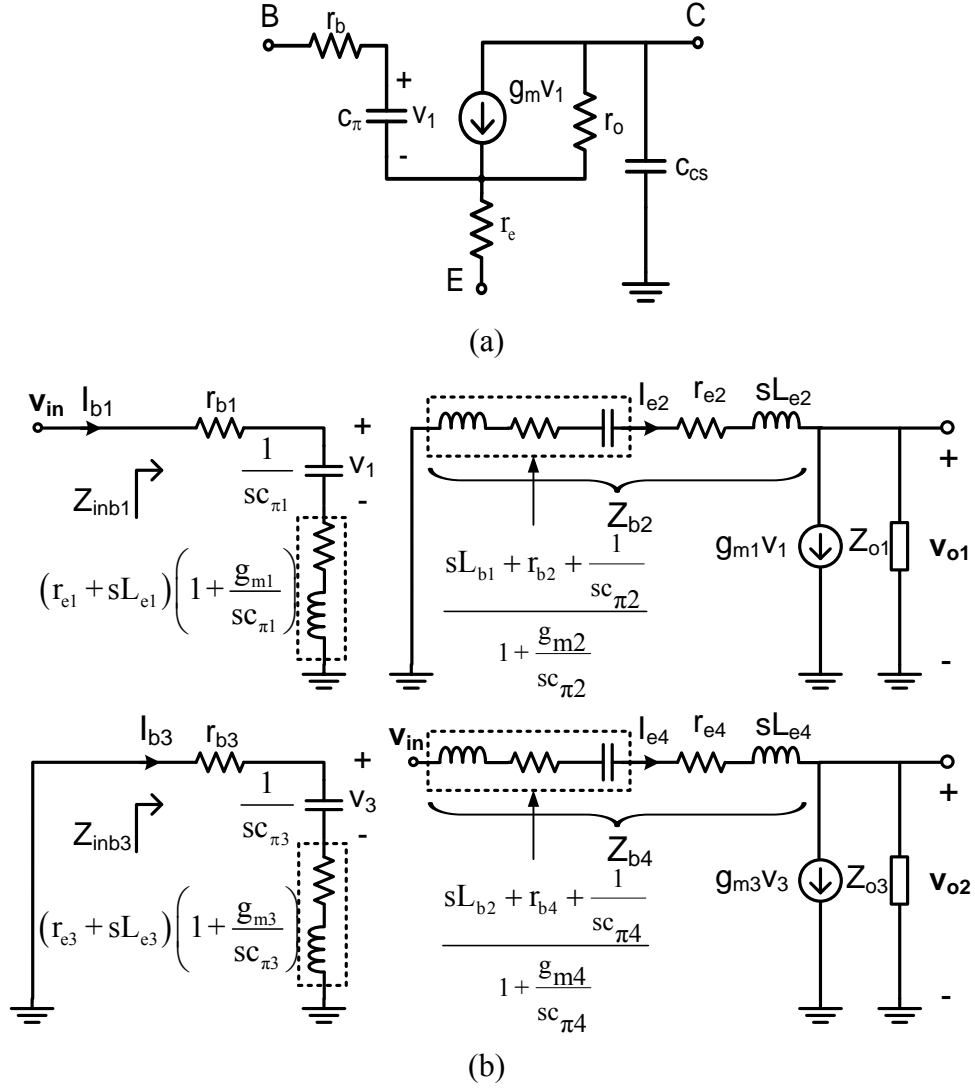 B
r_b
C
+
g_m v_1
c_π
v_1
r_o
-
c_cs
r_e
E
(a)
v_in
I_b1
r_b1
I_e2
r_e2
sL_e2
+
1/(sc_π1)
v_1
-
Z_inb1
Z_b2
+
g_m1 v_1
Z_o1
v_o1
(r_e1 + sL_e1)(1 + g_m1/(sc_π1))
(sL_b1 + r_b2 + 1/(sc_π2))/(1 + g_m2/(sc_π2))
-
I_b3
r_b3
v_in
I_e4
r_e4
sL_e4
+
1/(sc_π3)
v_3
-
Z_inb3
Z_b4
+
g_m3 v_3
Z_o3
v_o2
(r_e3 + sL_e3)(1 + g_m3/(sc_π3))
(sL_b2 + r_b4 + 1/(sc_π4))/(1 + g_m4/(sc_π4))
-
(b)